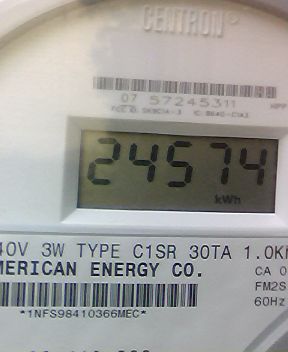 CENTRON®
07 57245311
24574
kWh
40V 3W TYPE C1SR 30TA 1.0K
MERICAN ENERGY CO.
CA 0
FM2S
60Hz
*1NFS98410366MEC*